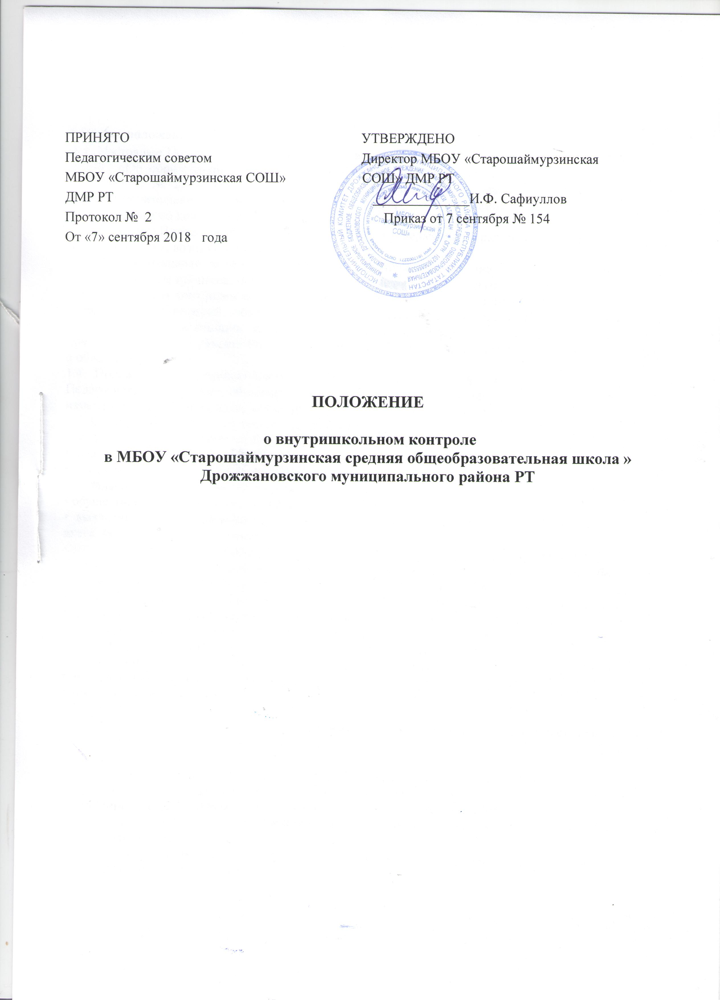 ПРИНЯТО
Педагогическим советом
МБОУ «Старошаймурзинская СОШ»
ДМР РТ
Протокол № 2
От «7» сентября 2018 года
УТВЕРЖДЕНО
Директор МБОУ «Старошаймурзинская
СОШ» ДМР РТ
И.Ф. Сафиуллов
Приказ от 7 сентября № 154
МБОУ
«Старошаймурзинская
СОШ»
ПОЛОЖЕНИЕ
о внутришкольном контроле
в МБОУ «Старошаймурзинская средняя общеобразовательная школа »
Дрожжановского муниципального района РТ